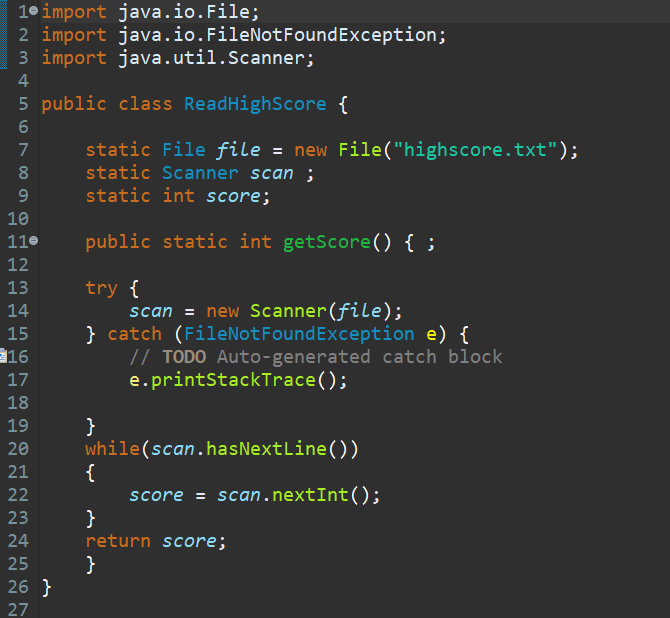 1 import java.io.File;
2 import java.io.FileNotFoundException;
3 import java.util.Scanner;
4
5 public class ReadHighScore {
6
7     static File file = new File("highscore.txt");
8     static Scanner scan ;
9     static int score;
10
11     public static int getScore() { ;
12
13     try {
14         scan = new Scanner(file);
15     } catch (FileNotFoundException e) {
16         // TODO Auto-generated catch block
17         e.printStackTrace();
18
19     }
20     while(scan.hasNextLine())
21     {
22         score = scan.nextInt();
23     }
24     return score;
25     }
26 }
27